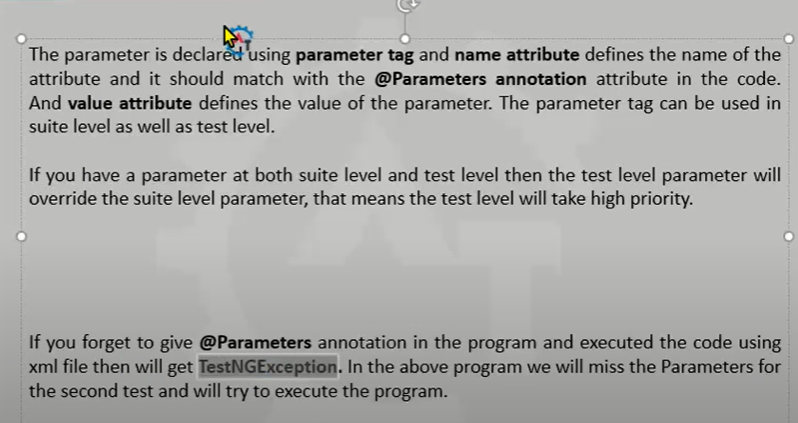 The parameter is declared using parameter tag and name attribute defines the name of the
attribute and it should match with the @Parameters annotation attribute in the code.
And value attribute defines the value of the parameter. The parameter tag can be used in
suite level as well as test level.
If you have a parameter at both suite level and test level then the test level parameter will
override the suite level parameter, that means the test level will take high priority.
If you forget to give @Parameters annotation in the program and executed the code using
xml file then will get TestNGException. In the above program we will miss the Parameters for
the second test and will try to execute the program.